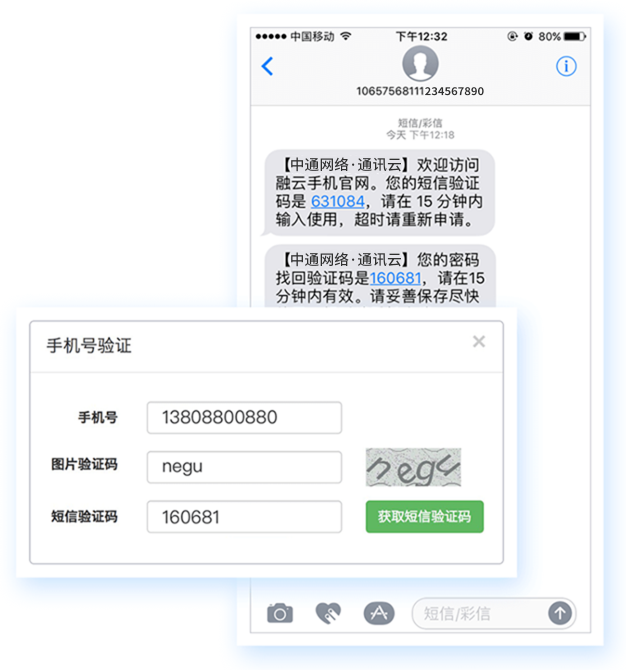 中国移动
下午12:32
80%
10657568111234567890
短信/彩信
今天 下午12:18
【中通网络·通讯云】欢迎访问
融云手机官网。您的短信验证
码是 631084，请在 15 分钟内
输入使用，超时请重新申请。
【中通网络·通讯云】您的密码
找回验证码是160681，请在15
分钟内有效。请妥善保存尽快
手机号验证 ×
手机号 13808800880
图片验证码 negu negu
短信验证码 160681 获取短信验证码
短信/彩信